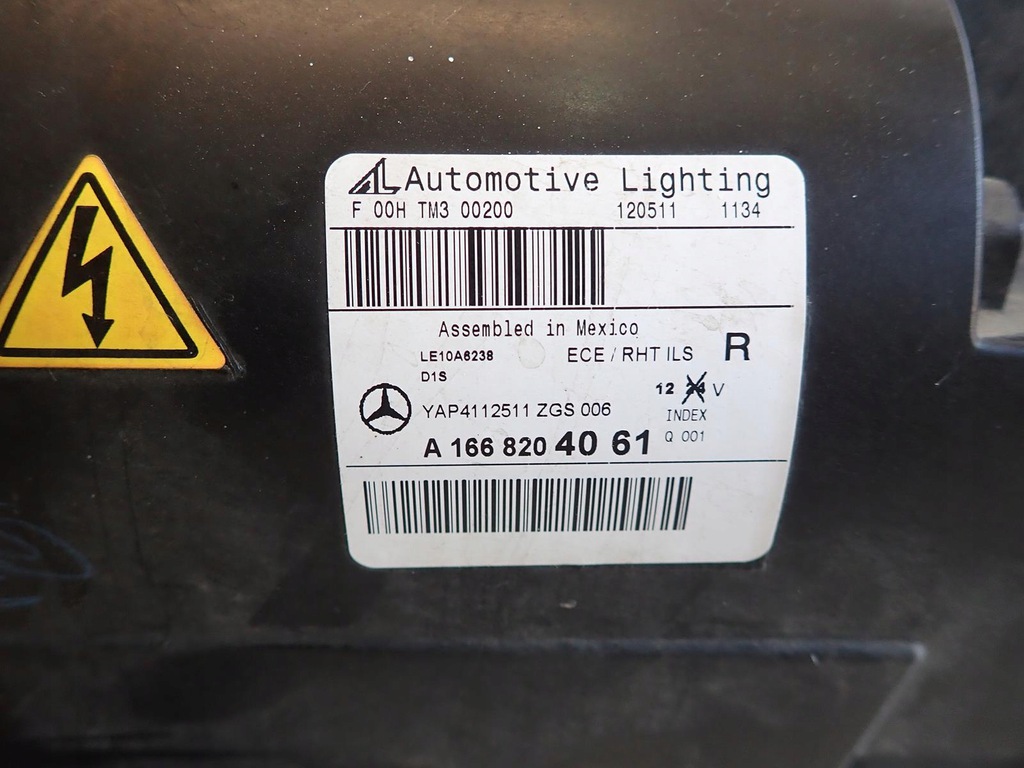 AL Automotive Lighting
F 00H TM3 00200 120511 1134
Assembled in Mexico
LE10A6238 ECE / RHT ILS R
D1S
12 24 V
YAP4112511 ZGS 006 INDEX
A 166 820 40 61 Q 001